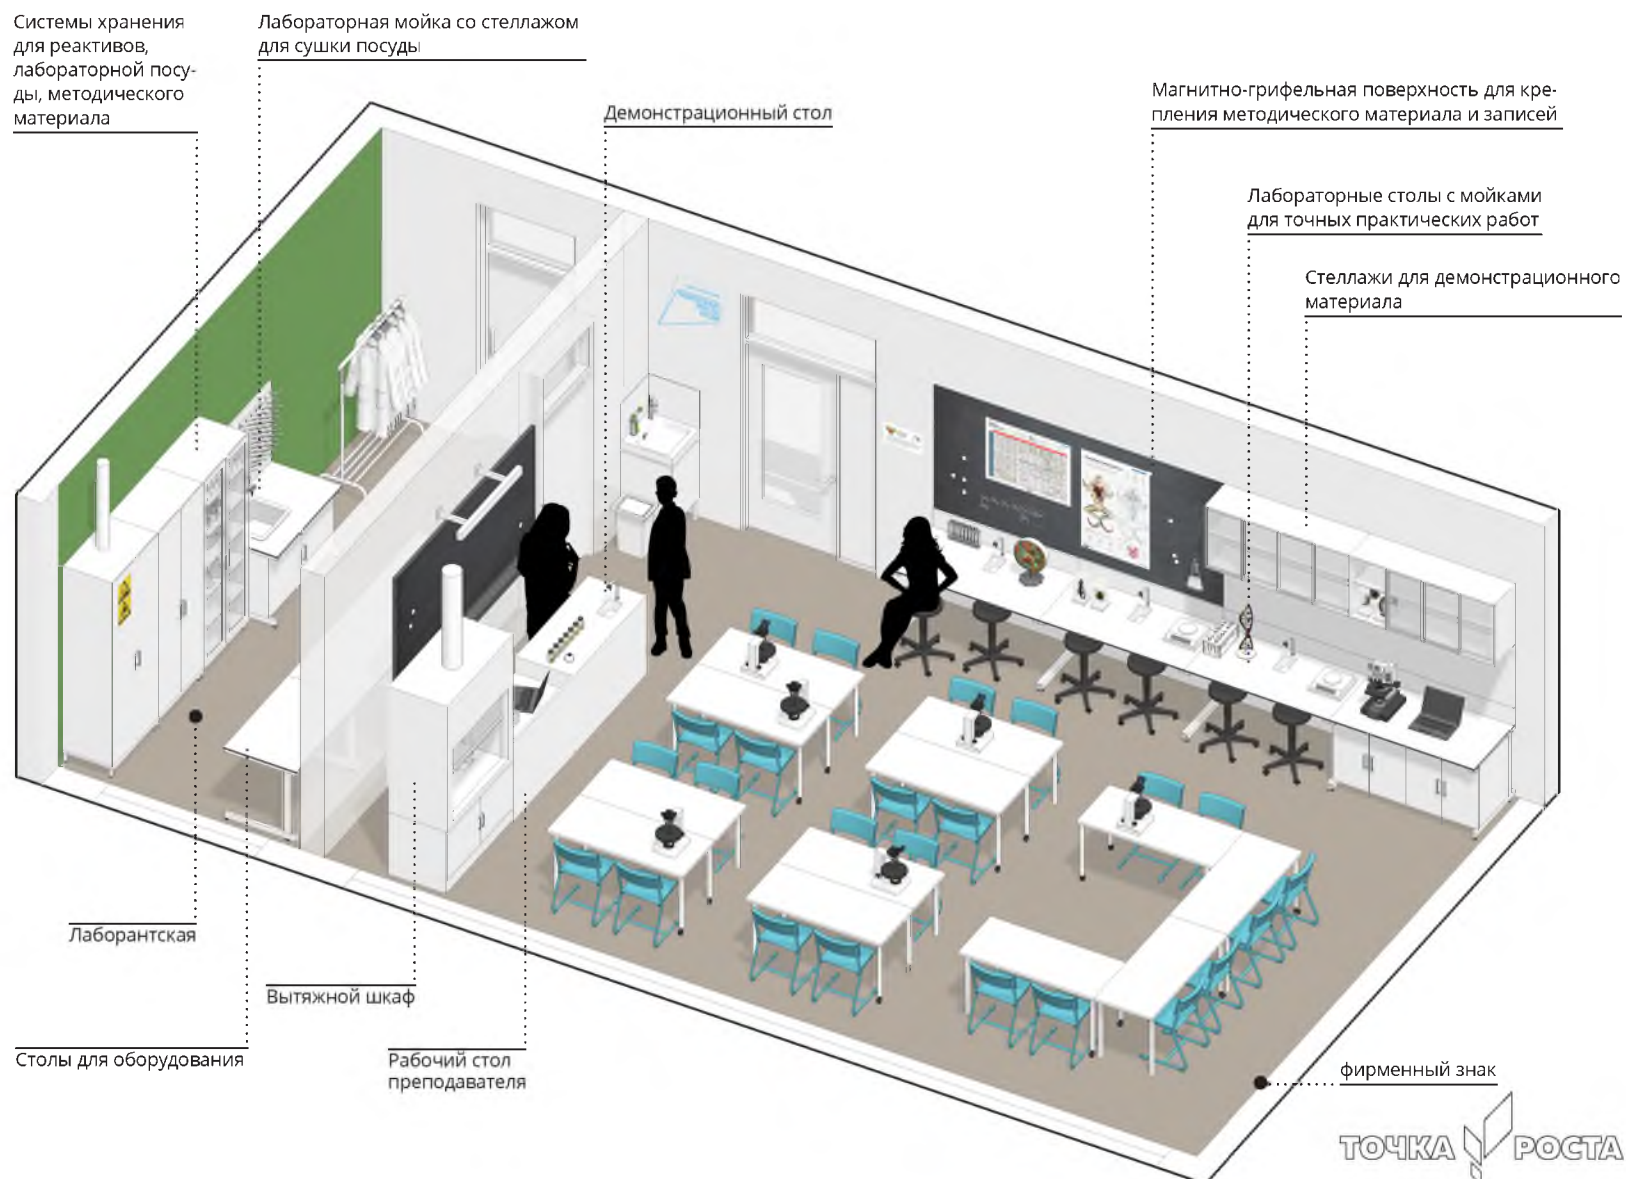 Системы хранения
для реактивов,
лабораторной посу-
ды, методического
материала
Лабораторная мойка со стеллажом
для сушки посуды
Демонстрационный стол
Магнитно-грифельная поверхность для кре-
пления методического материала и записей
Лабораторные столы с мойками
для точных практических работ
Стеллажи для демонстрационного
материала
Лаборантская
Вытяжной шкаф
Столы для оборудования
Рабочий стол
преподавателя
фирменный знак
ТОЧКА РОСТА